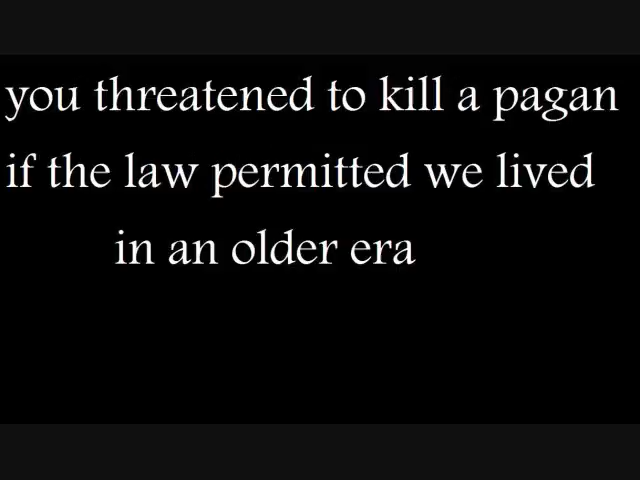 you threatened to kill a pagan
if the law permitted we lived
in an older era